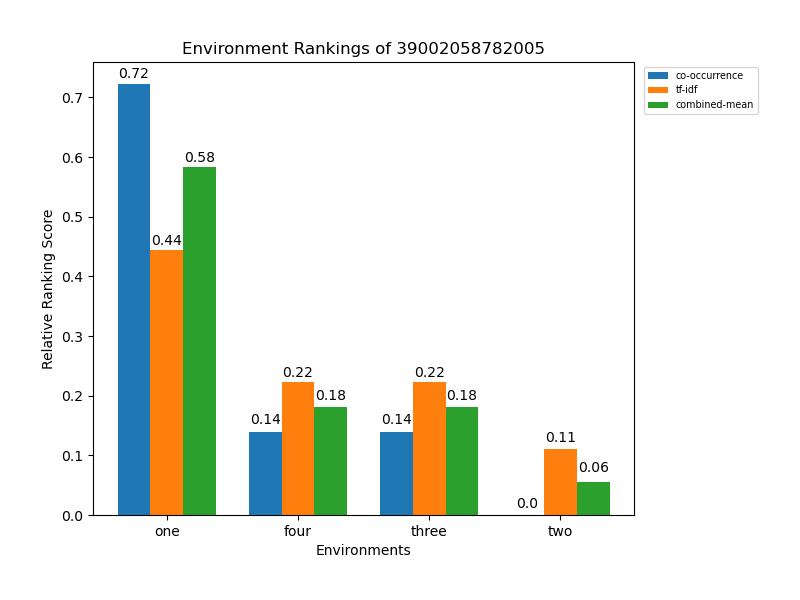 Environment Rankings of 39002058782005
co-occurrence
tf-idf
combined-mean
Relative Ranking Score
0.7
0.6
0.5
0.4
0.3
0.2
0.1
0.0
0.72
0.44
0.58
0.14
0.22
0.18
0.14
0.22
0.18
0.0
0.11
0.06
one four three two
Environments